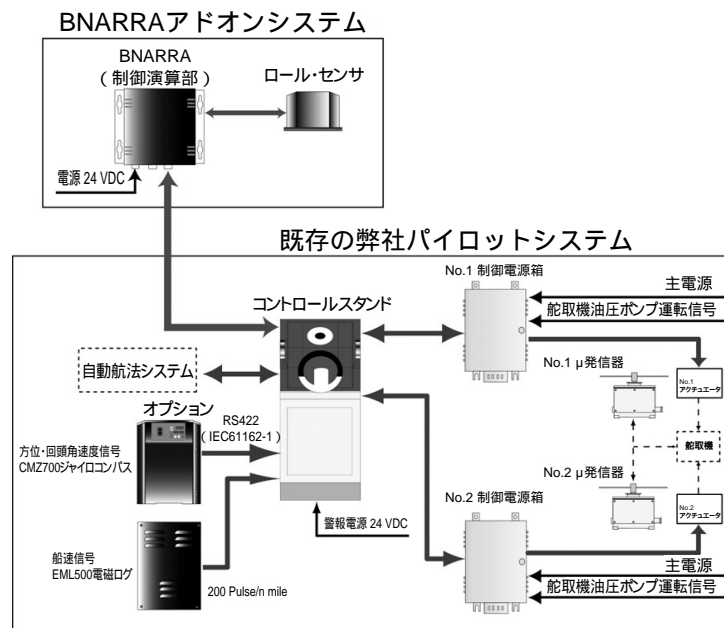 BNARRAアドオンシステム
BNARRA
(制御演算部)
ロール・センサ
電源 24 VDC
既存の弊社パイロットシステム
No.1 制御電源箱
主電源
舵取機油圧ポンプ運転信号
コントロールスタンド
自動航法システム
No.1 μ発信器
No.1
アクチュエータ
オプション
RS422
(IEC61162-1)
方位・回頭角速度信号
CMZ700ジャイロコンパス
舵取機
No.2 μ発信器
No.2
アクチュエータ
No.2 制御電源箱
警報電源 24 VDC
船速信号
EML500電磁ログ
200 Pulse/n mile
主電源
舵取機油圧ポンプ運転信号